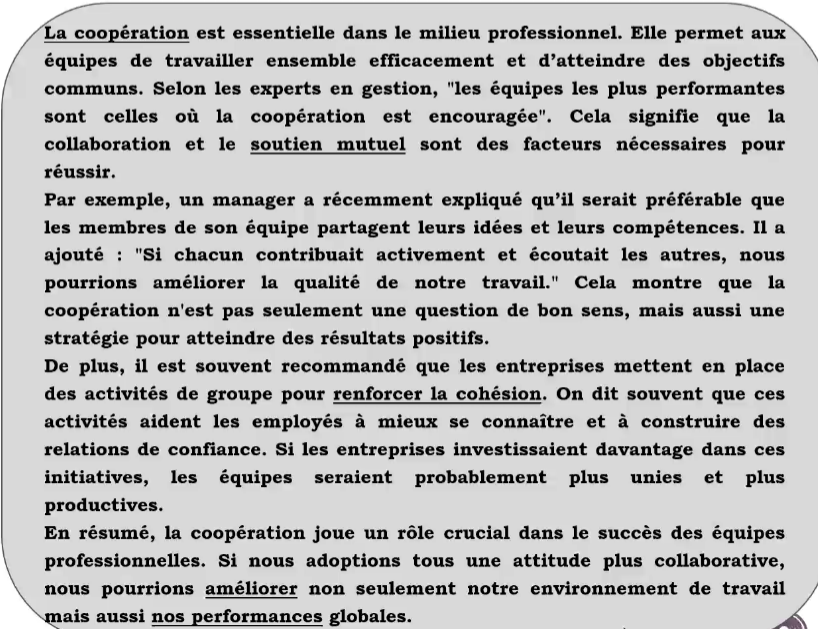 La coopération est essentielle dans le milieu professionnel. Elle permet aux
équipes de travailler ensemble efficacement et d’atteindre des objectifs
communs. Selon les experts en gestion, "les équipes les plus performantes
sont celles où la coopération est encouragée". Cela signifie que la
collaboration et le soutien mutuel sont des facteurs nécessaires pour
réussir.
Par exemple, un manager a récemment expliqué qu’il serait préférable que
les membres de son équipe partagent leurs idées et leurs compétences. Il a
ajouté : "Si chacun contribuait activement et écoutait les autres, nous
pourrions améliorer la qualité de notre travail." Cela montre que la
coopération n'est pas seulement une question de bon sens, mais aussi une
stratégie pour atteindre des résultats positifs.
De plus, il est souvent recommandé que les entreprises mettent en place
des activités de groupe pour renforcer la cohésion. On dit souvent que ces
activités aident les employés à mieux se connaître et à construire des
relations de confiance. Si les entreprises investissaient davantage dans ces
initiatives, les équipes seraient probablement plus unies et plus
productives.
En résumé, la coopération joue un rôle crucial dans le succès des équipes
professionnelles. Si nous adoptions tous une attitude plus collaborative,
nous pourrions améliorer non seulement notre environnement de travail
mais aussi nos performances globales.